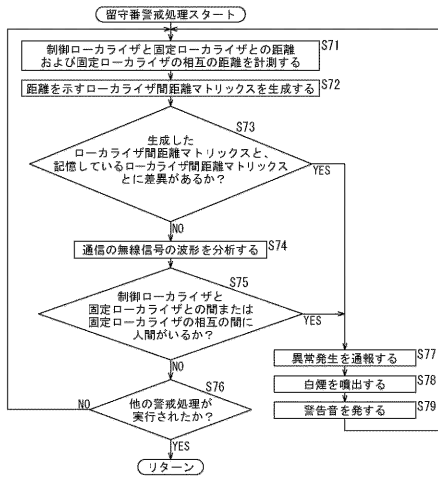 留守番警戒処理スタート
S71
制御ローカライザと固定ローカライザとの距離
および固定ローカライザの相互の距離を計測する
S72
距離を示すローカライザ間距離マトリックスを生成する
S73
生成した
ローカライザ間距離マトリックスと、
記憶しているローカライザ間距離マトリックス
とに差異があるか?
YES
NO
S74
通信の無線信号の波形を分析する
S75
制御ローカライザと
固定ローカライザとの間または
固定ローカライザの相互の間に
人間がいるか?
YES
NO
S77
異常発生を通報する
S78
白煙を噴出する
S79
警告音を発する
S76
他の警戒処理が
実行されたか?
NO
YES
リターン